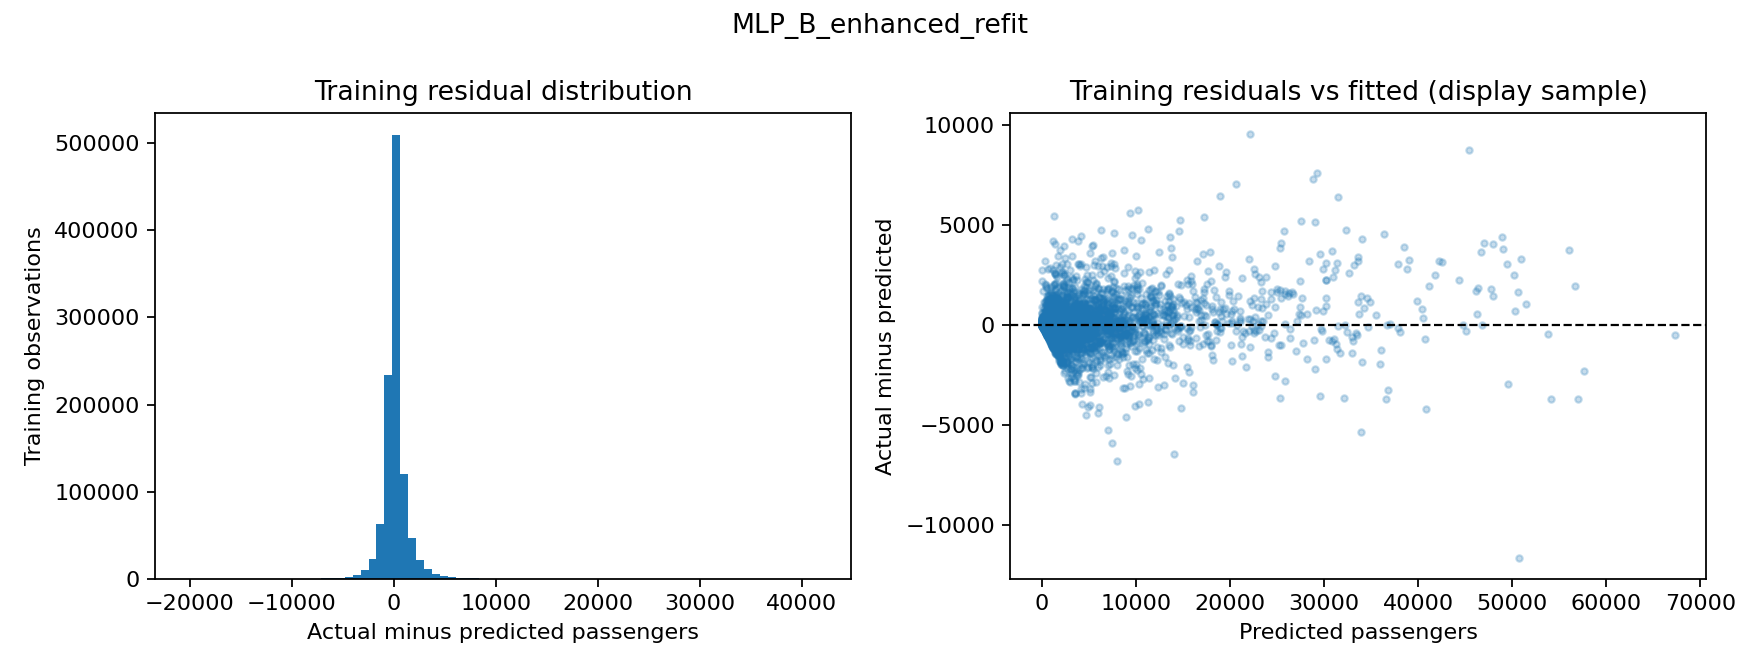 MLP_B_enhanced_refit
Training residual distribution
Training observations
500000
400000
300000
200000
100000
0
−20000 −10000 0 10000 20000 30000 40000
Actual minus predicted passengers
Training residuals vs fitted (display sample)
Actual minus predicted
10000
5000
0
−5000
−10000
0 10000 20000 30000 40000 50000 60000 70000
Predicted passengers